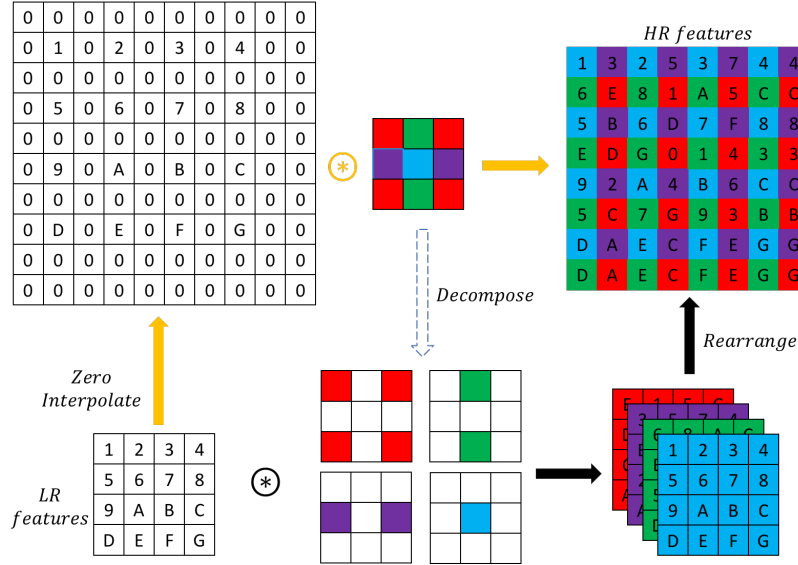 0 0 0 0 0 0 0 0 0 0
0 1 0 2 0 3 0 4 0 0
0 0 0 0 0 0 0 0 0 0
0 5 0 6 0 7 0 8 0 0
0 0 0 0 0 0 0 0 0 0
0 9 0 A 0 B 0 C 0 0
0 0 0 0 0 0 0 0 0 0
0 D 0 E 0 F 0 G 0 0
0 0 0 0 0 0 0 0 0 0
0 0 0 0 0 0 0 0 0 0
*
HR features
1 3 2 5 3 7 4 4
6 E 8 1 A 5 C C
5 B 6 D 7 F 8 8
E D G 0 1 4 3 3
9 2 A 4 B 6 C C
5 C 7 G 9 3 B B
D A E C F E G G
D A E C F E G G
Decompose
Rearrange
Zero
Interpolate
LR
features
1 2 3 4
5 6 7 8
9 A B C
D E F G
*
1 2 3 4
5 6 7 8
9 A B C
D E F G